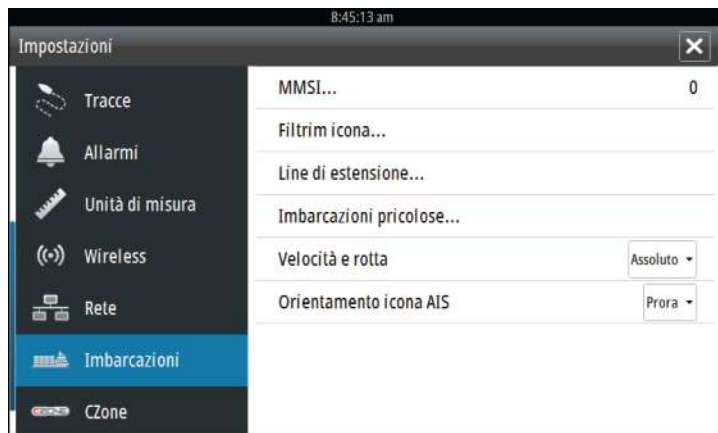 8:45:13 am
Impostazioni
Tracce
Allarmi
Unità di misura
Wireless
Rete
Imbarcazioni
CZone
MMSI... 0
Filtrim icona...
Line di estensione...
Imbarcazioni pricolose...
Velocità e rotta Assoluto
Orientamento icona AIS Prora